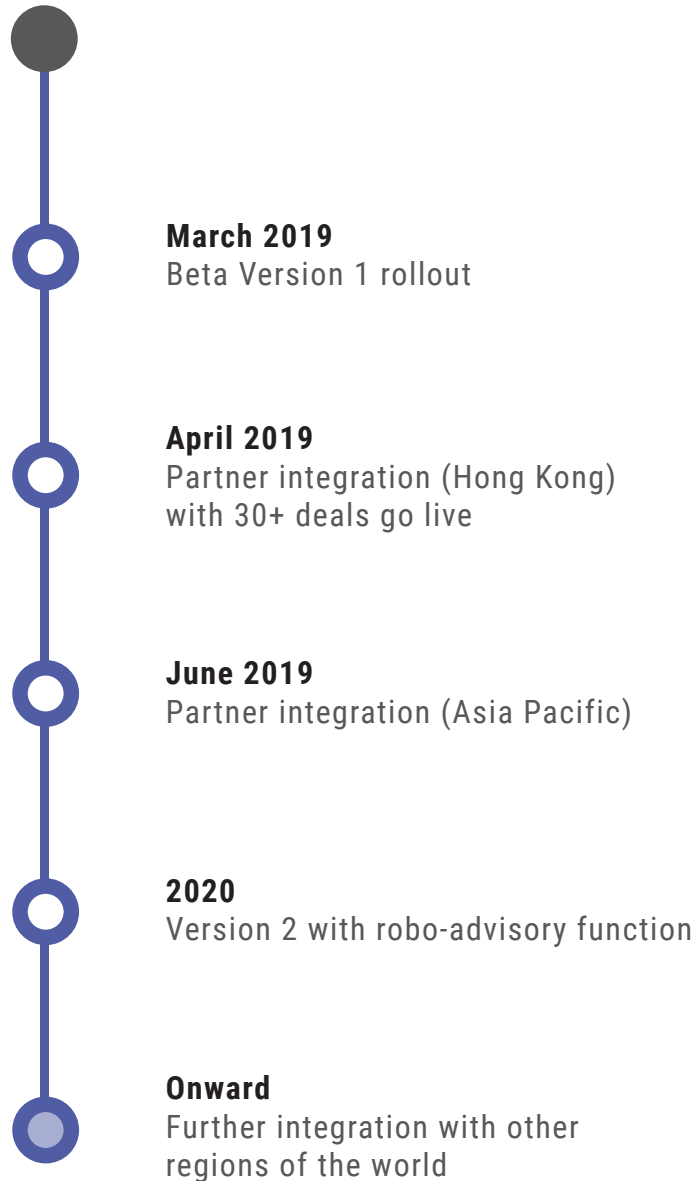 March 2019
Beta Version 1 rollout
April 2019
Partner integration (Hong Kong)
with 30+ deals go live
June 2019
Partner integration (Asia Pacific)
2020
Version 2 with robo-advisory function
Onward
Further integration with other
regions of the world